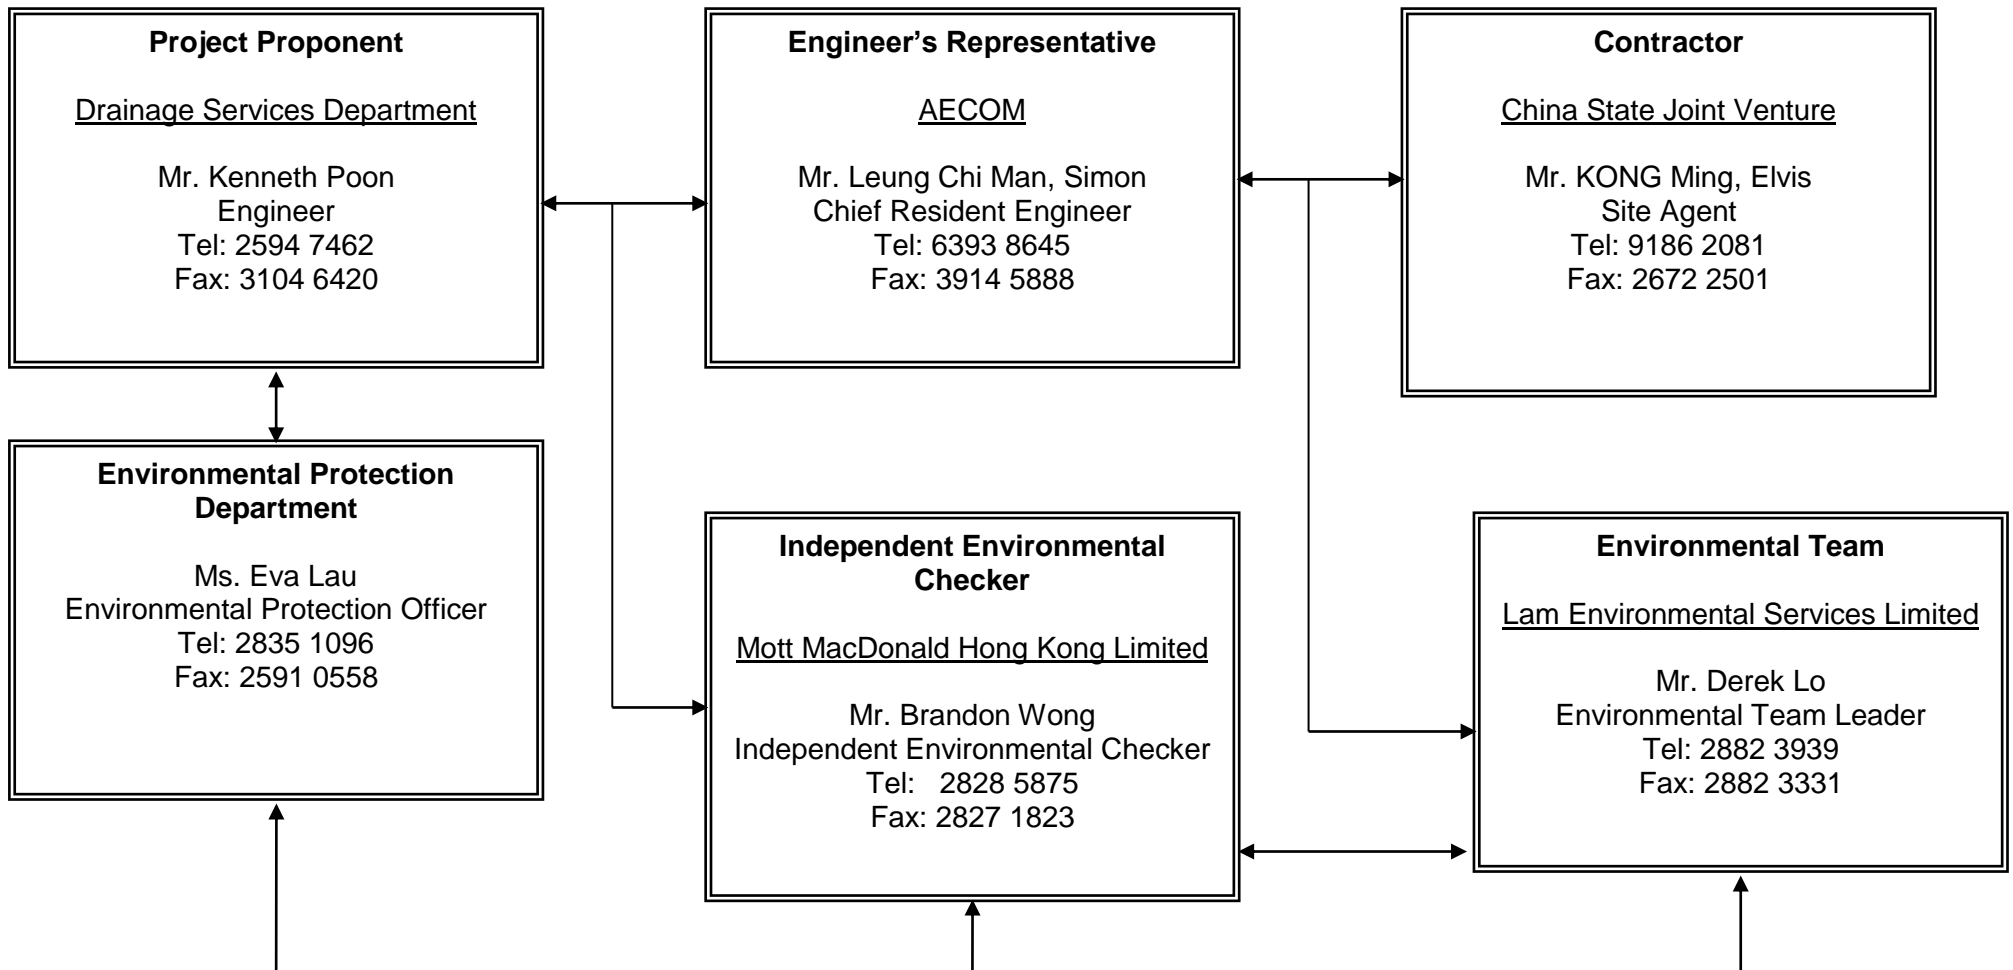 Project Proponent
Drainage Services Department
Mr. Kenneth Poon
Engineer
Tel: 2594 7462
Fax: 3104 6420
Engineer’s Representative
AECOM
Mr. Leung Chi Man, Simon
Chief Resident Engineer
Tel: 6393 8645
Fax: 3914 5888
Contractor
China State Joint Venture
Mr. KONG Ming, Elvis
Site Agent
Tel: 9186 2081
Fax: 2672 2501
Environmental Protection
Department
Ms. Eva Lau
Environmental Protection Officer
Tel: 2835 1096
Fax: 2591 0558
Independent Environmental
Checker
Mott MacDonald Hong Kong Limited
Mr. Brandon Wong
Independent Environmental Checker
Tel:   2828 5875
Fax: 2827 1823
Environmental Team
Lam Environmental Services Limited
Mr. Derek Lo
Environmental Team Leader
Tel: 2882 3939
Fax: 2882 3331